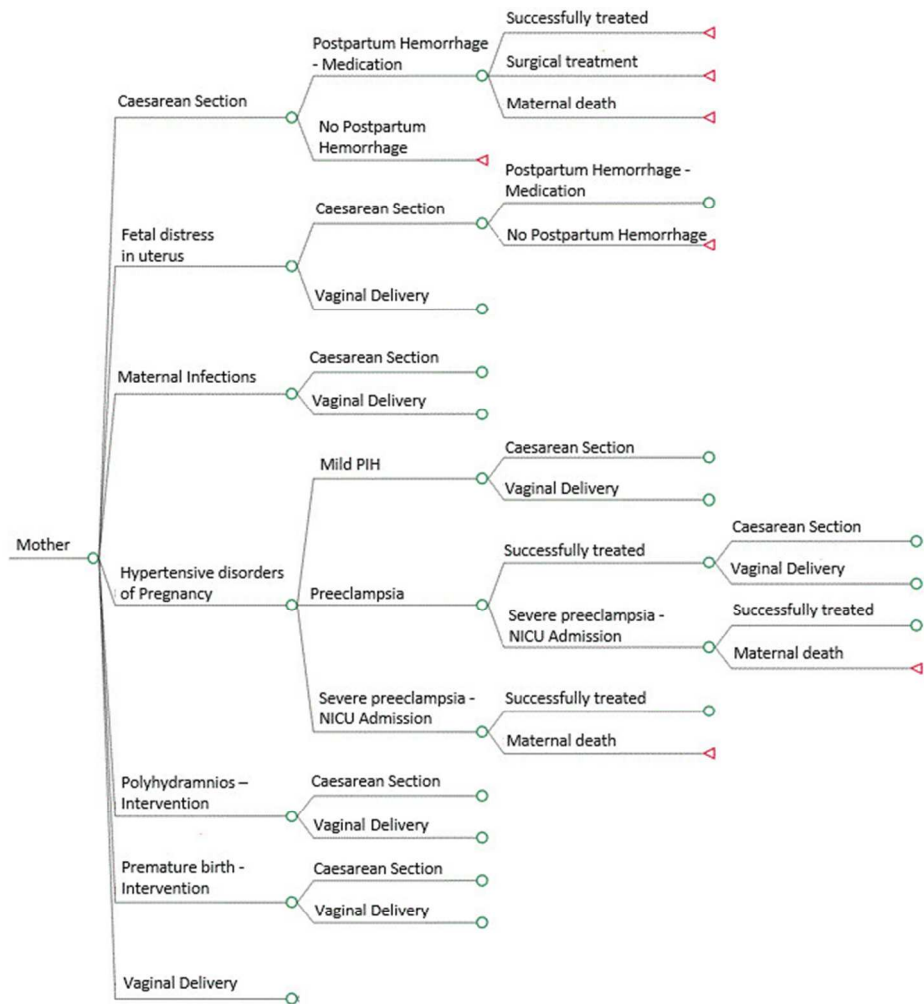 Successfully treated
Postpartum Hemorrhage
- Medication
Surgical treatment
Maternal death
Caesarean Section
No Postpartum
Hemorrhage
Postpartum Hemorrhage -
Medication
Caesarean Section
No Postpartum Hemorrhage
Fetal distress
in uterus
Vaginal Delivery
Caesarean Section
Maternal Infections
Vaginal Delivery
Caesarean Section
Mild PIH
Vaginal Delivery
Caesarean Section
Mother
Successfully treated
Vaginal Delivery
Hypertensive disorders
of Pregnancy
Preeclampsia
Successfully treated
Severe preeclampsia -
NICU Admission
Maternal death
Severe preeclampsia -
NICU Admission
Successfully treated
Maternal death
Polyhydramnios –
Intervention
Caesarean Section
Vaginal Delivery
Premature birth -
Intervention
Caesarean Section
Vaginal Delivery
Vaginal Delivery